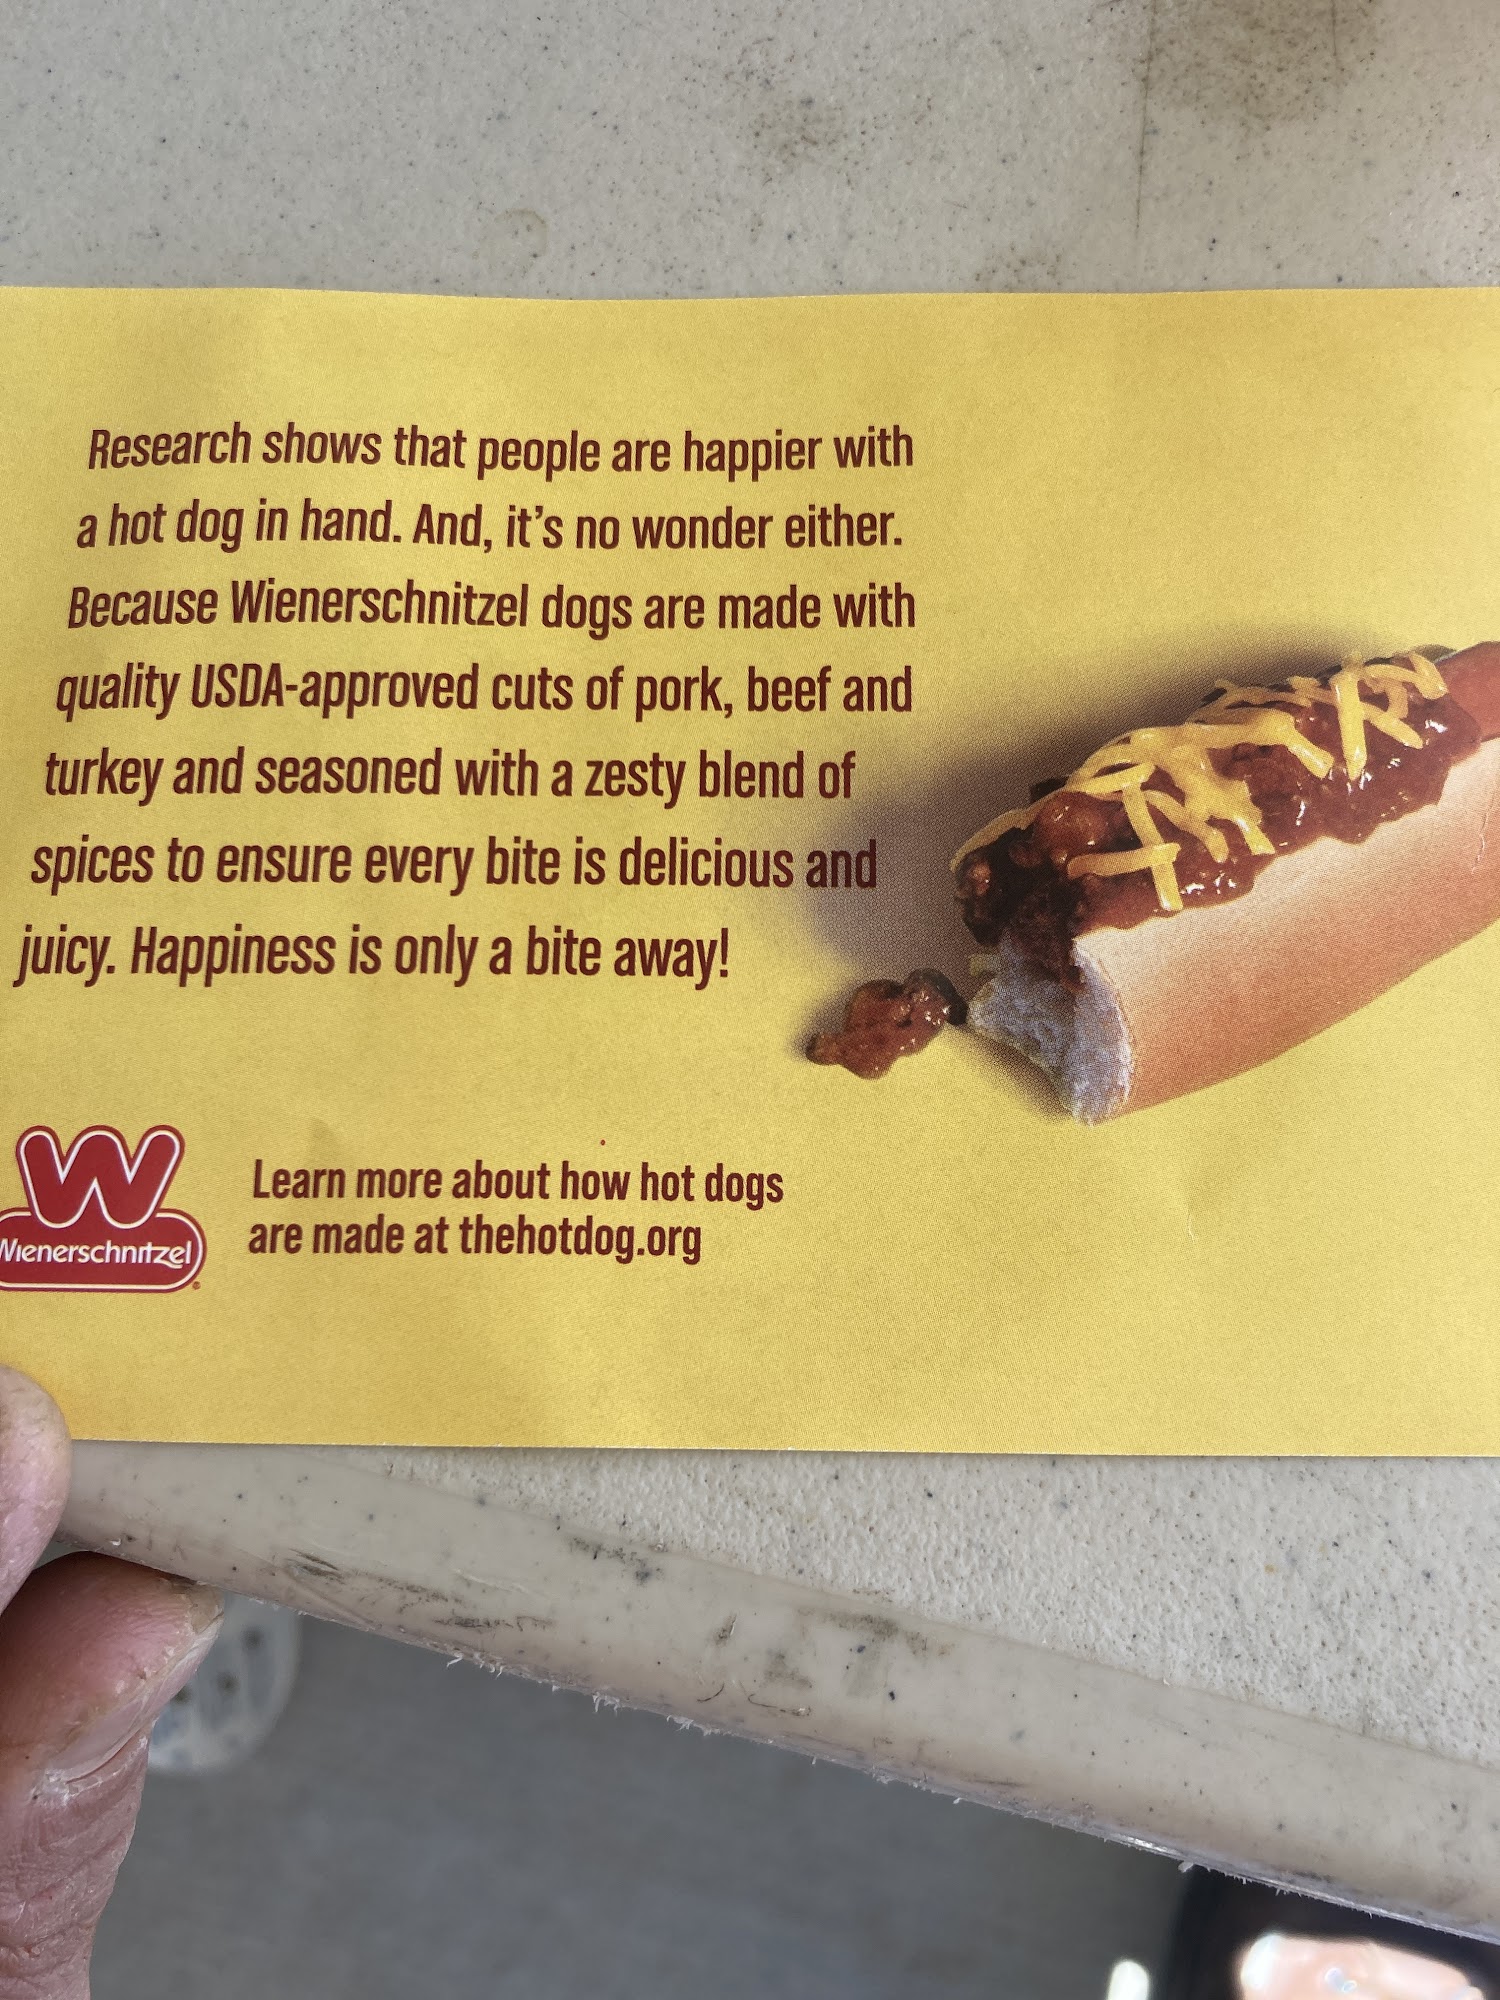 Research shows that people are happier with
a hot dog in hand. And, it's no wonder either.
Because Wienerschnitzel dogs are made with
quality USDA-approved cuts of pork, beef and
turkey and seasoned with a zesty blend of
spices to ensure every bite is delicious and
juicy. Happiness is only a bite away!
W
Wienerschnitzel
Learn more about how hot dogs
are made at thehotdog.org